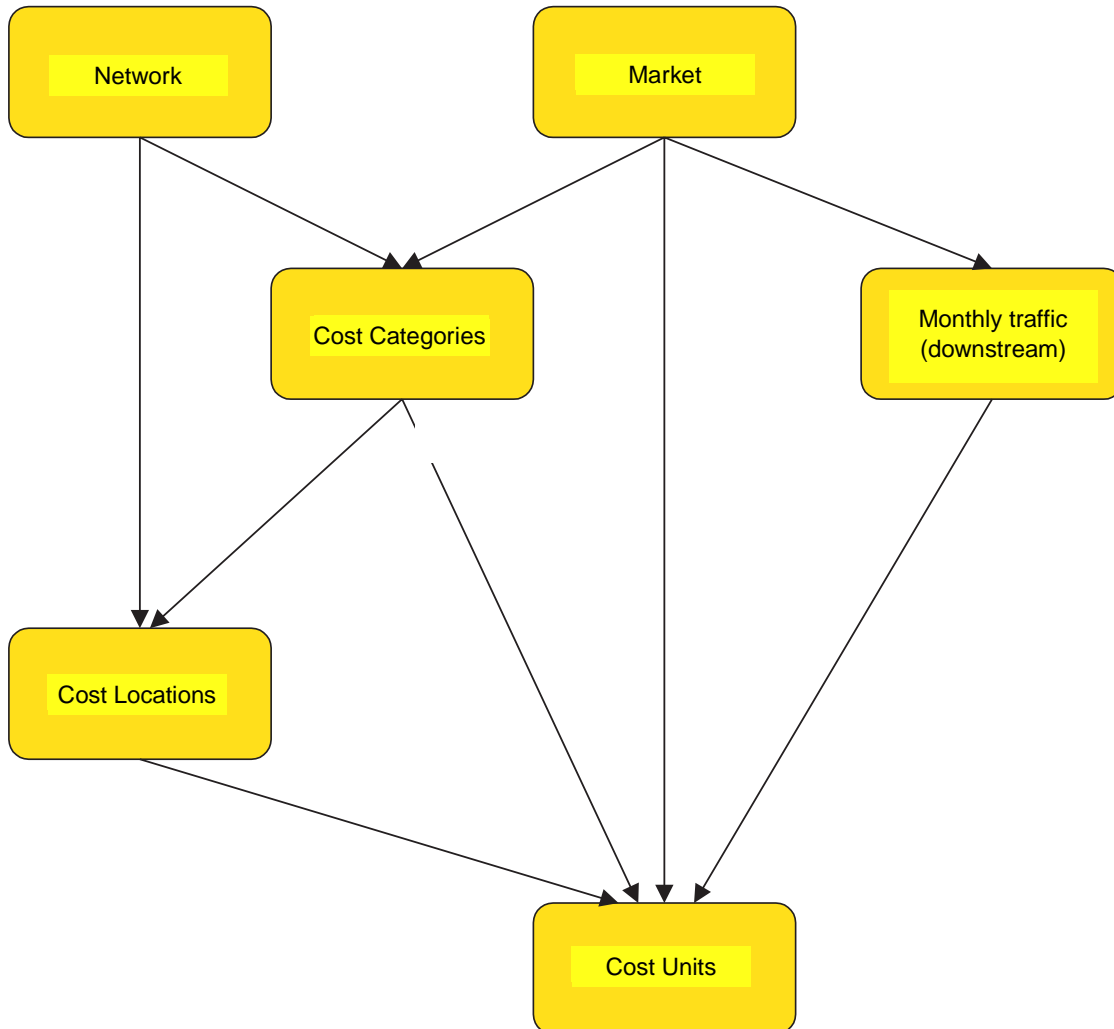 Network
Market
Cost Categories
Monthly traffic
(downstream)
Cost Locations
Cost Units